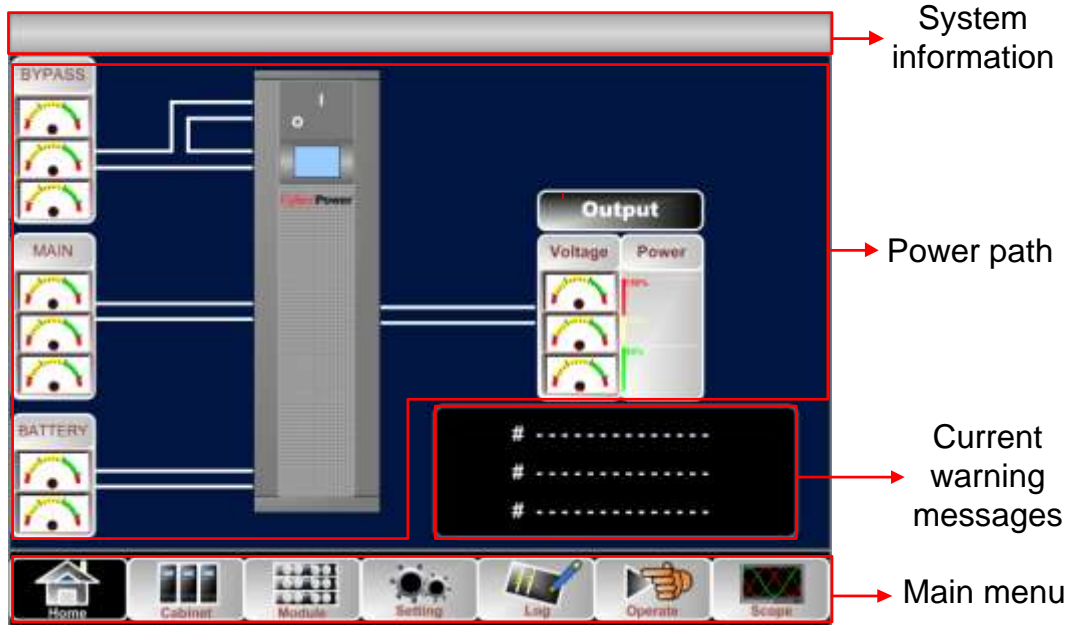 System
information
BYPASS
CyberPower
Output
MAIN
Voltage Power
Power path
BATTERY
# - - - - - - - - - - - - - -
# - - - - - - - - - - - - - -
# - - - - - - - - - - - - - -
Current
warning
messages
Home Cabinet Module Setting Log Operate Scope
Main menu